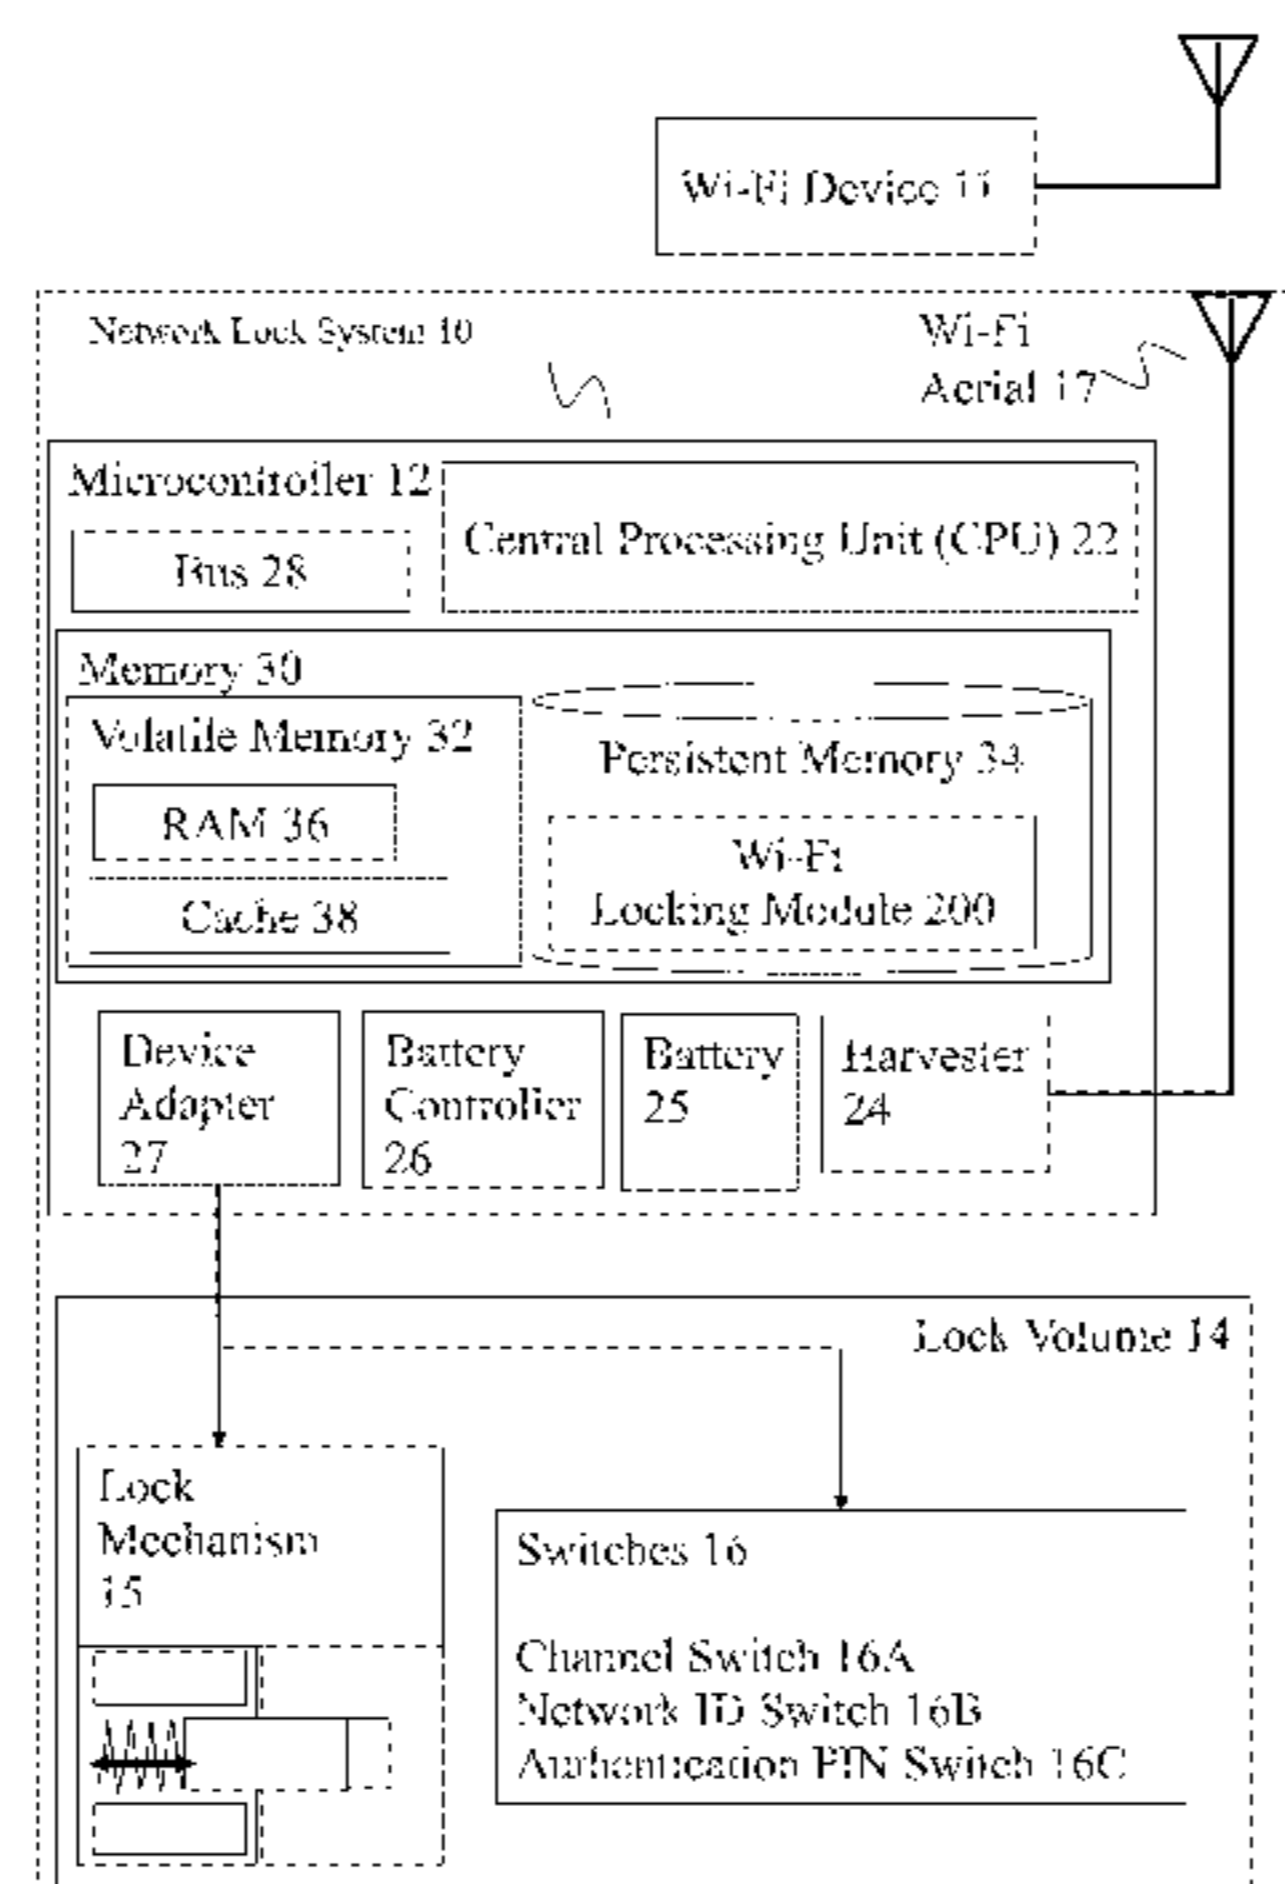 Wi-Fi Device 11
Network Lock System 10
Wi-Fi
Aerial 17
Microcontroller 12
Central Processing Unit (CPU) 22
Bus 28
Memory 30
Volatile Memory 32
Persistent Memory 34
RAM 36
Cache 38
Wi-Fi
Locking Module 200
Device
Adapter
27
Battery
Controller
26
Battery
25
Harvester
24
Lock Volume 14
Lock
Mechanism
15
Switches 16
Channel Switch 16A
Network ID Switch 16B
Authentication PIN Switch 16C